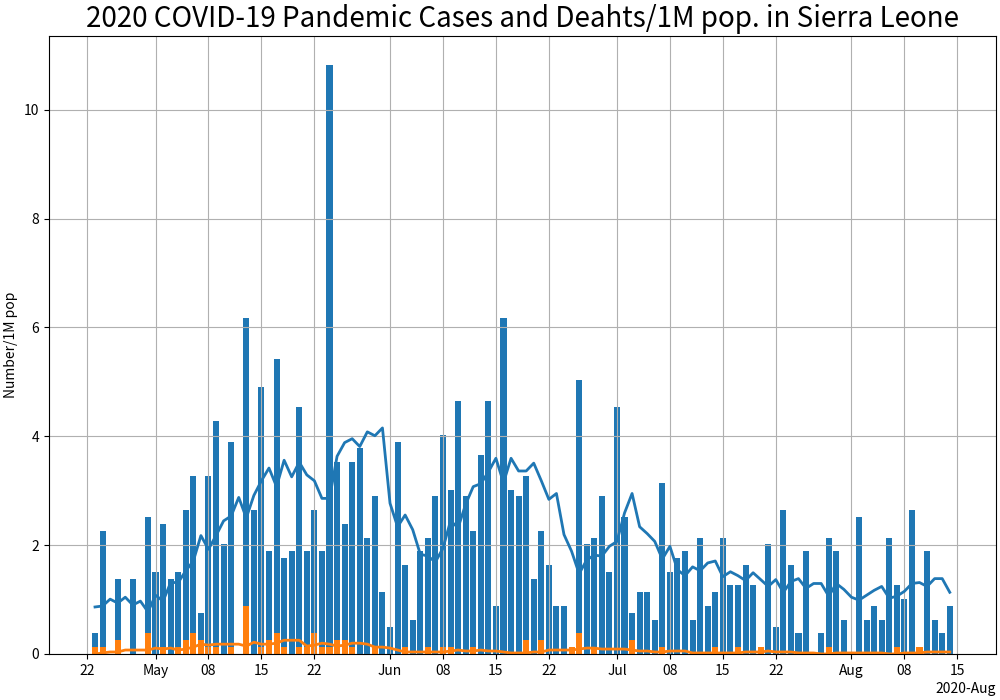 2020 COVID-19 Pandemic Cases and Deahts/1M pop. in Sierra Leone
Number/1M pop
10
8
6
4
2
0
22 May 08 15 22 Jun 08 15 22 Jul 08 15 22 Aug 08 15
2020-Aug